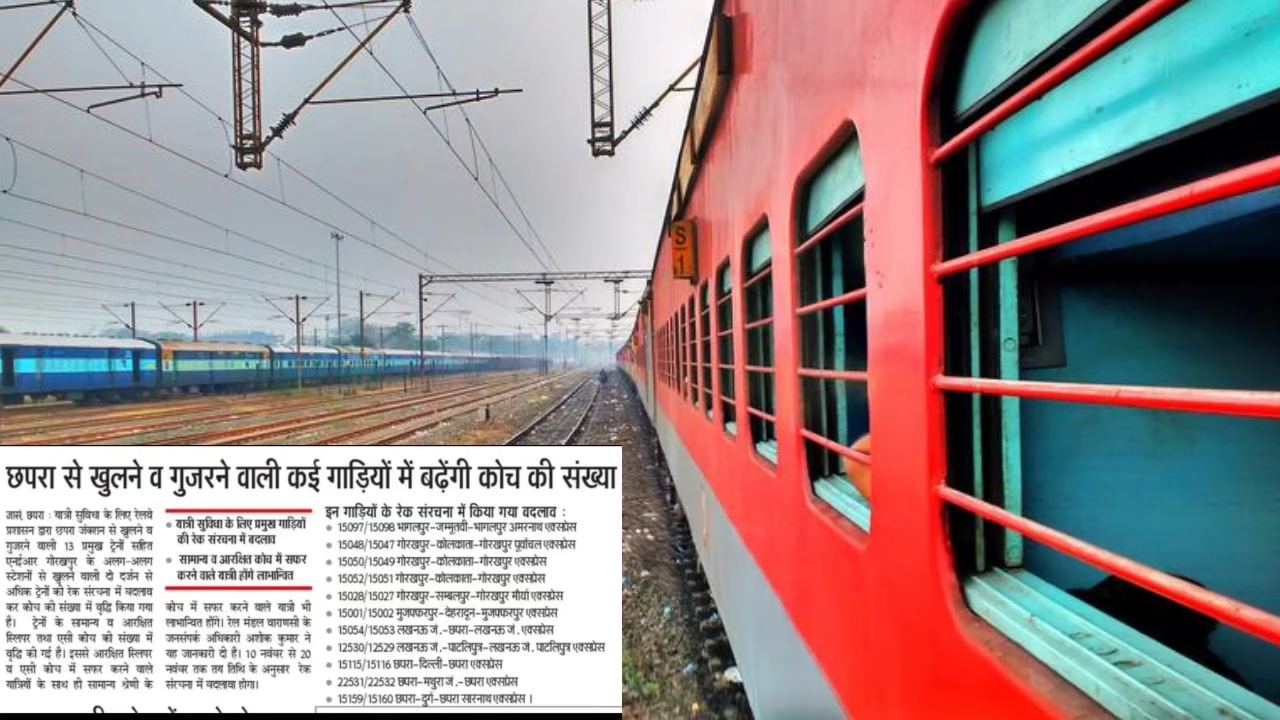 S
1
छपरा से खुलने व गुजरने वाली कई गाड़ियों में बढ़ेंगी कोच की संख्या
जासं, छपरा : यात्री सुविधा के लिए रेलवे
प्रशासन द्वारा छपरा जंक्शन से खुलने व
गुजरने वाली 13 प्रमुख ट्रेनों सहित
एनईआर गोरखपुर के अलग-अलग
स्टेशनों से खुलने वाली दो दर्जन से
अधिक ट्रेनों को रेक संरचना में बदलाव
कर कोच की संख्या में वृद्धि किया गया
है। ट्रेनों के सामान्य व आरक्षित
स्लिपर तथा एसी कोच की संख्या में
वृद्धि की गई है। इससे आरक्षित स्लिपर
व एसी कोच में सफर करने वाले
यात्रियों के साथ ही सामान्य श्रेणी के
यात्री सुविधा के लिए प्रमुख गाड़ियों
की रेक संरचना में बदलाव
सामान्य व आरक्षित कोच में सफर
करने वाले यात्री होंगे लाभान्वित
कोच में सफर करने वाले यात्री भी
लाभान्वित होंगे। रेल मंडल वाराणसी के
जनसंपर्क अधिकारी अशोक कुमार ने
यह जानकारी दी है। 10 नवंबर से 20
नवंबर तक तय तिथि के अनुसार रेक
संरचना में बदलाव होगा।
इन गाड़ियों के रेक संरचना में किया गया बदलाव :
15097/15098 भागलपुर-जम्मूतवी-भागलपुर अमरनाथ एक्सप्रेस
15048/15047 गोरखपुर-कोलकाता-गोरखपुर पूर्वांचल एक्सप्रेस
15050/15049 गोरखपुर-कोलकाता-गोरखपुर एक्सप्रेस
15052/15051 गोरखपुर-कोलकाता-गोरखपुर एक्सप्रेस
15028/15027 गोरखपुर-सम्बलपुर-गोरखपुर मौर्या एक्सप्रेस
15001/15002 मुजफ्फरपुर-देहरादून-मुजफ्फरपुर एक्सप्रेस
15054/15053 लखनऊ जं.-छपरा-लखनऊ जं. एक्सप्रेस
12530/12529 लखनऊ जं.-पाटलिपुत्र-लखनऊ जं. पाटलिपुत्र एक्सप्रेस
15115/15116 छपरा-दिल्ली-छपरा एक्सप्रेस
22531/22532 छपरा-मथुरा जं.-छपरा एक्सप्रेस
15159/15160 छपरा-दुर्ग-छपरा सारनाथ एक्सप्रेस ।